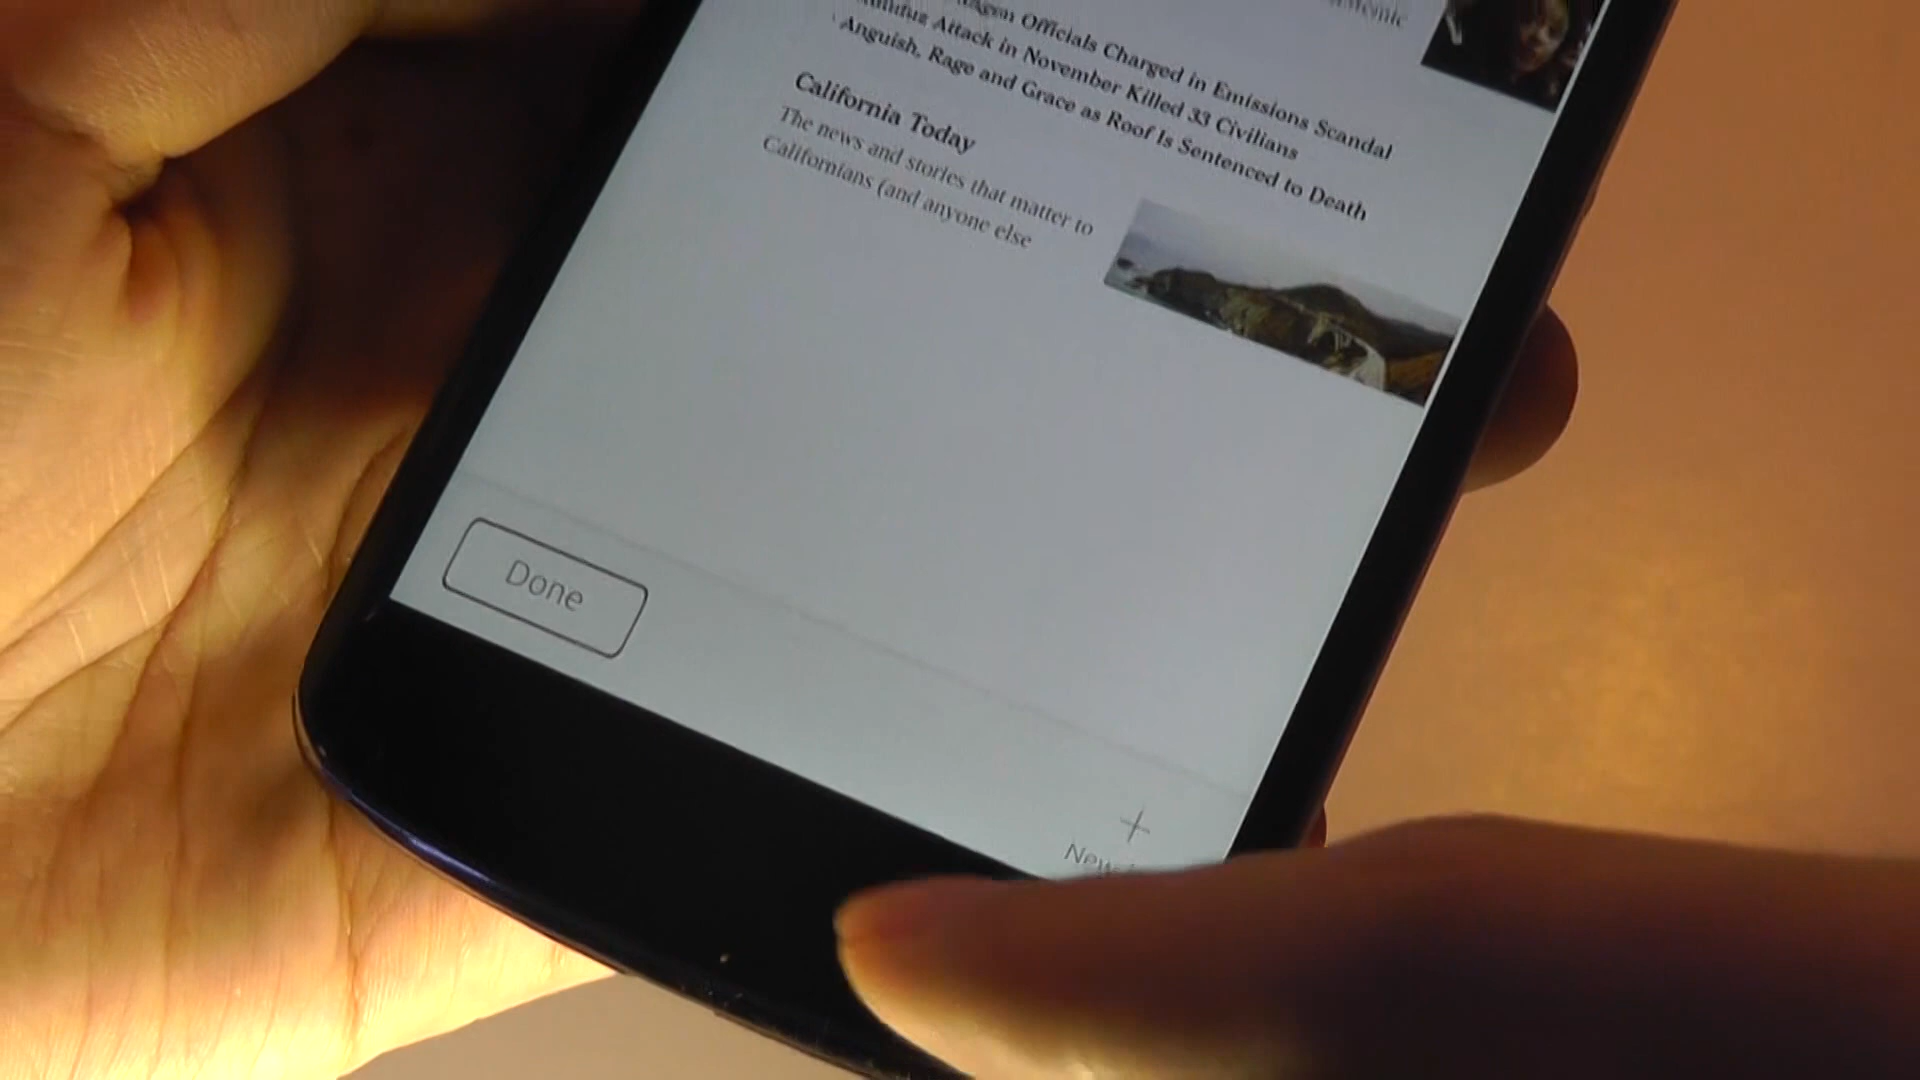 Officials Charged in Emissions Scandal
Attack in November Killed 33 Civilians
Anguish, Rage and Grace as Roof Is Sentenced to Death
California Today
The news and stories that matter to
Californians (and anyone else
Done
+